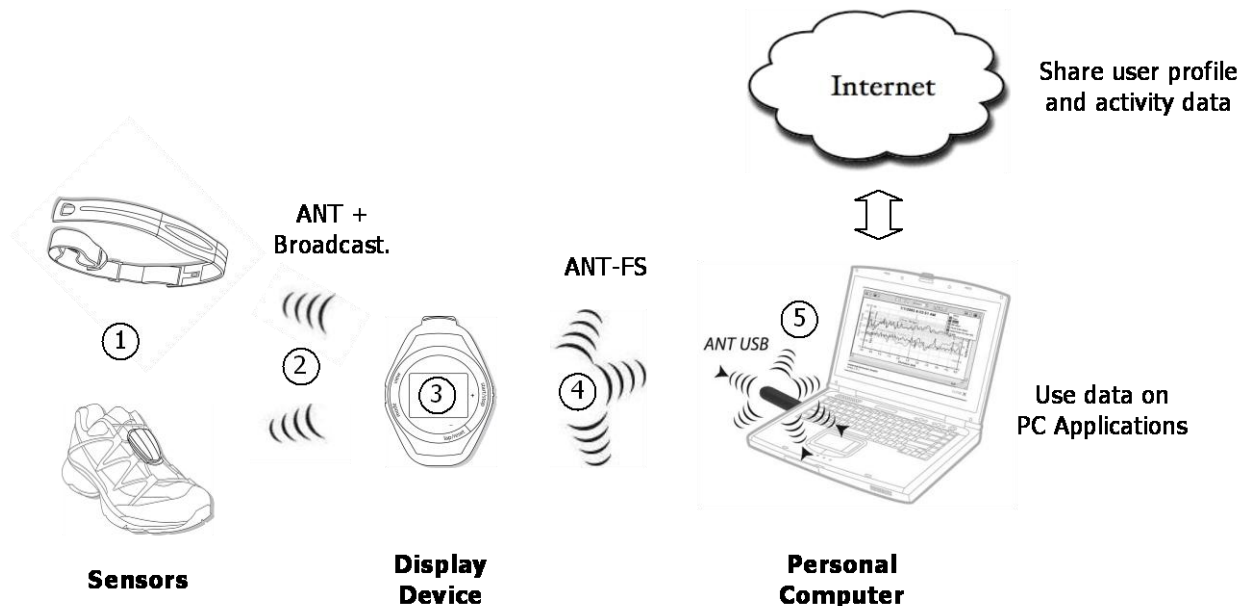 Internet
Share user profile
and activity data
ANT +
Broadcast.
ANT-FS
1
2
3
4
5
ANT USB
Use data on
PC Applications
Sensors
Display
Device
Personal
Computer